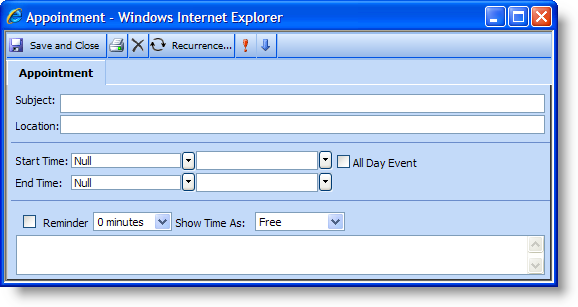 Appointment - Windows Internet Explorer
Save and Close Recurrence...
Appointment
Subject:
Location:
Start Time: Null All Day Event
End Time: Null
Reminder 0 minutes Show Time As: Free